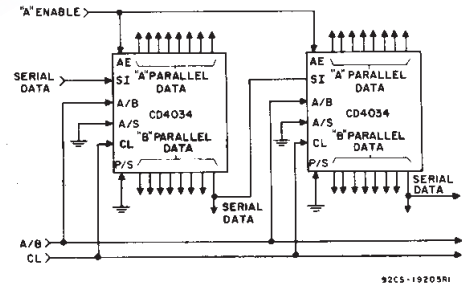 "A" ENABLE
AE
SERIAL
DATA
SI
"A" PARALLEL
DATA
A/B
CD4034
A/S
"B" PARALLEL
CL
DATA
P/S
SERIAL
DATA
AE
SI
"A" PARALLEL
DATA
A/B
CD4034
A/S
"B" PARALLEL
CL
DATA
P/S
SERIAL
DATA
A/B
CL
92CS-19205RI